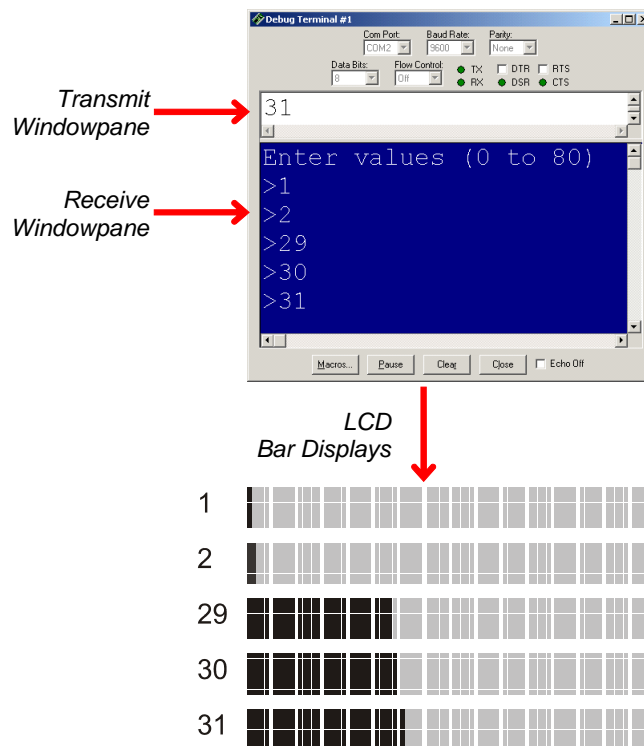 Debug Terminal #1
Com Port: Baud Rate: Parity:
COM2 9600 None
Data Bits: Flow Control: TX DTR RTS
8 Off RX DSR CTS
Transmit
Windowpane
31
Enter values (0 to 80)
>1
>2
>29
>30
>31
Receive
Windowpane
Macros... Pause Clear Close Echo Off
LCD
Bar Displays
1
2
29
30
31